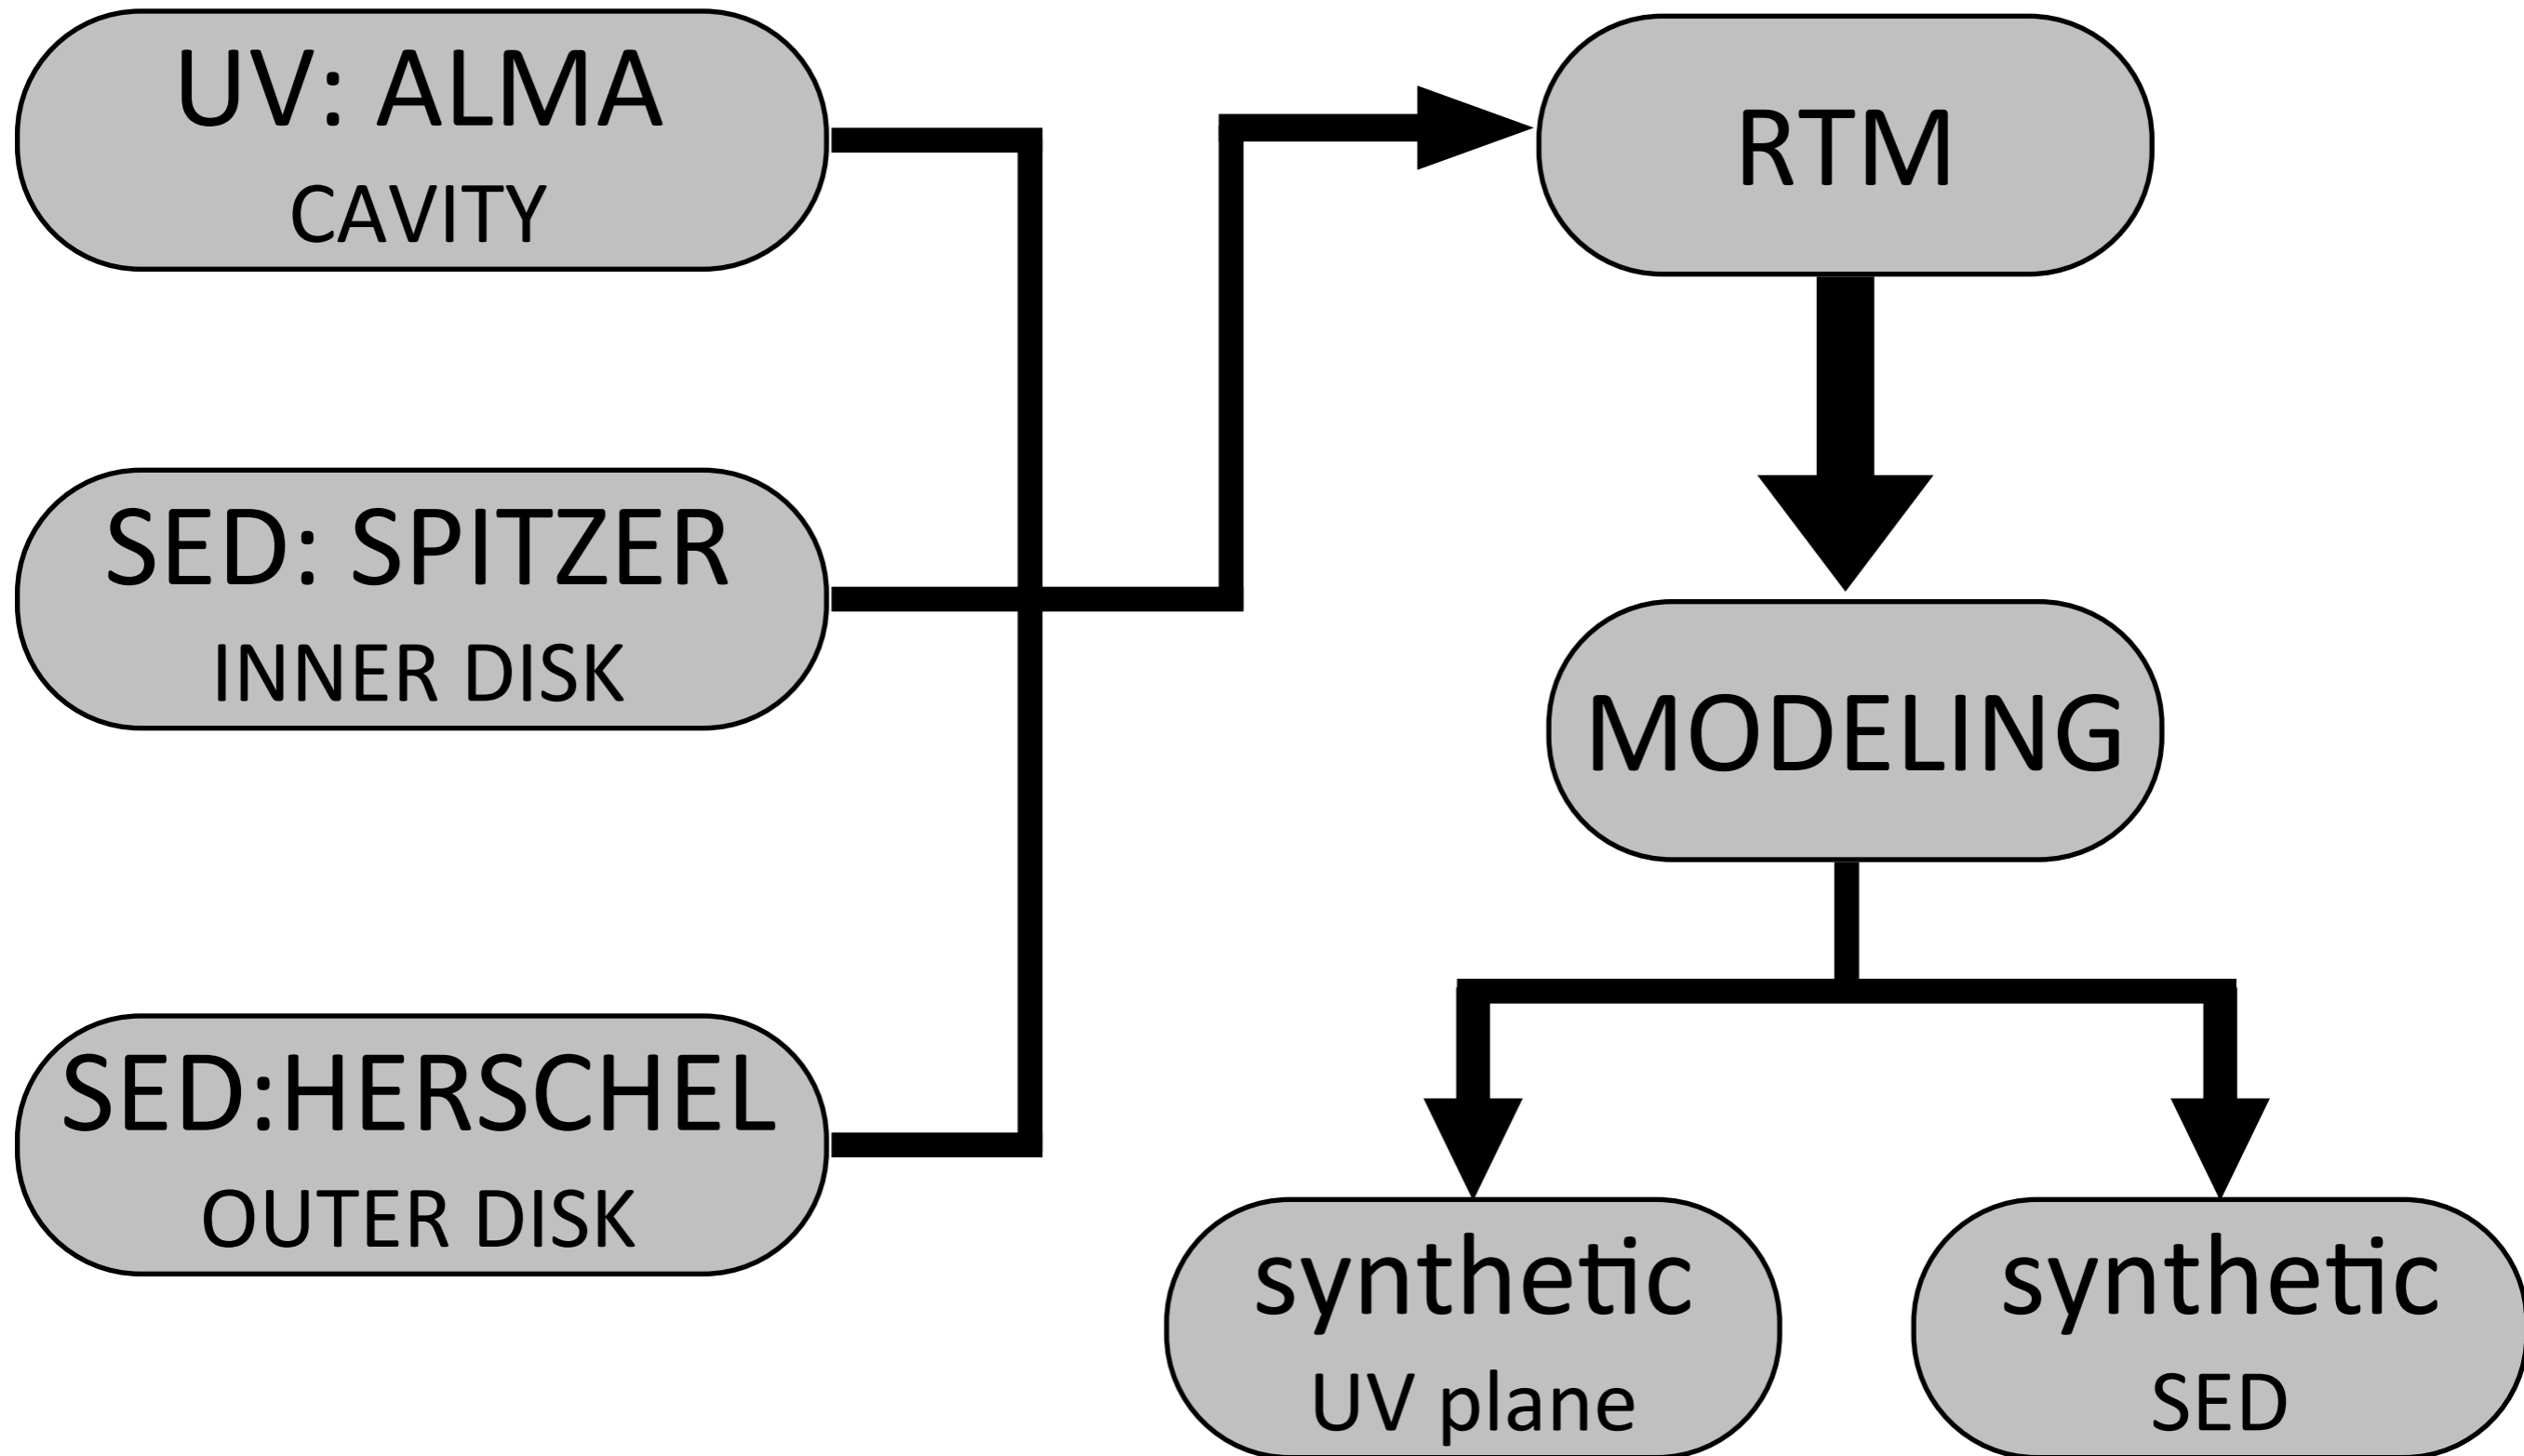 UV: ALMA
CAVITY
SED: SPITZER
INNER DISK
SED:HERSCHEL
OUTER DISK
RTM
MODELING
synthetic
UV plane
synthetic
SED